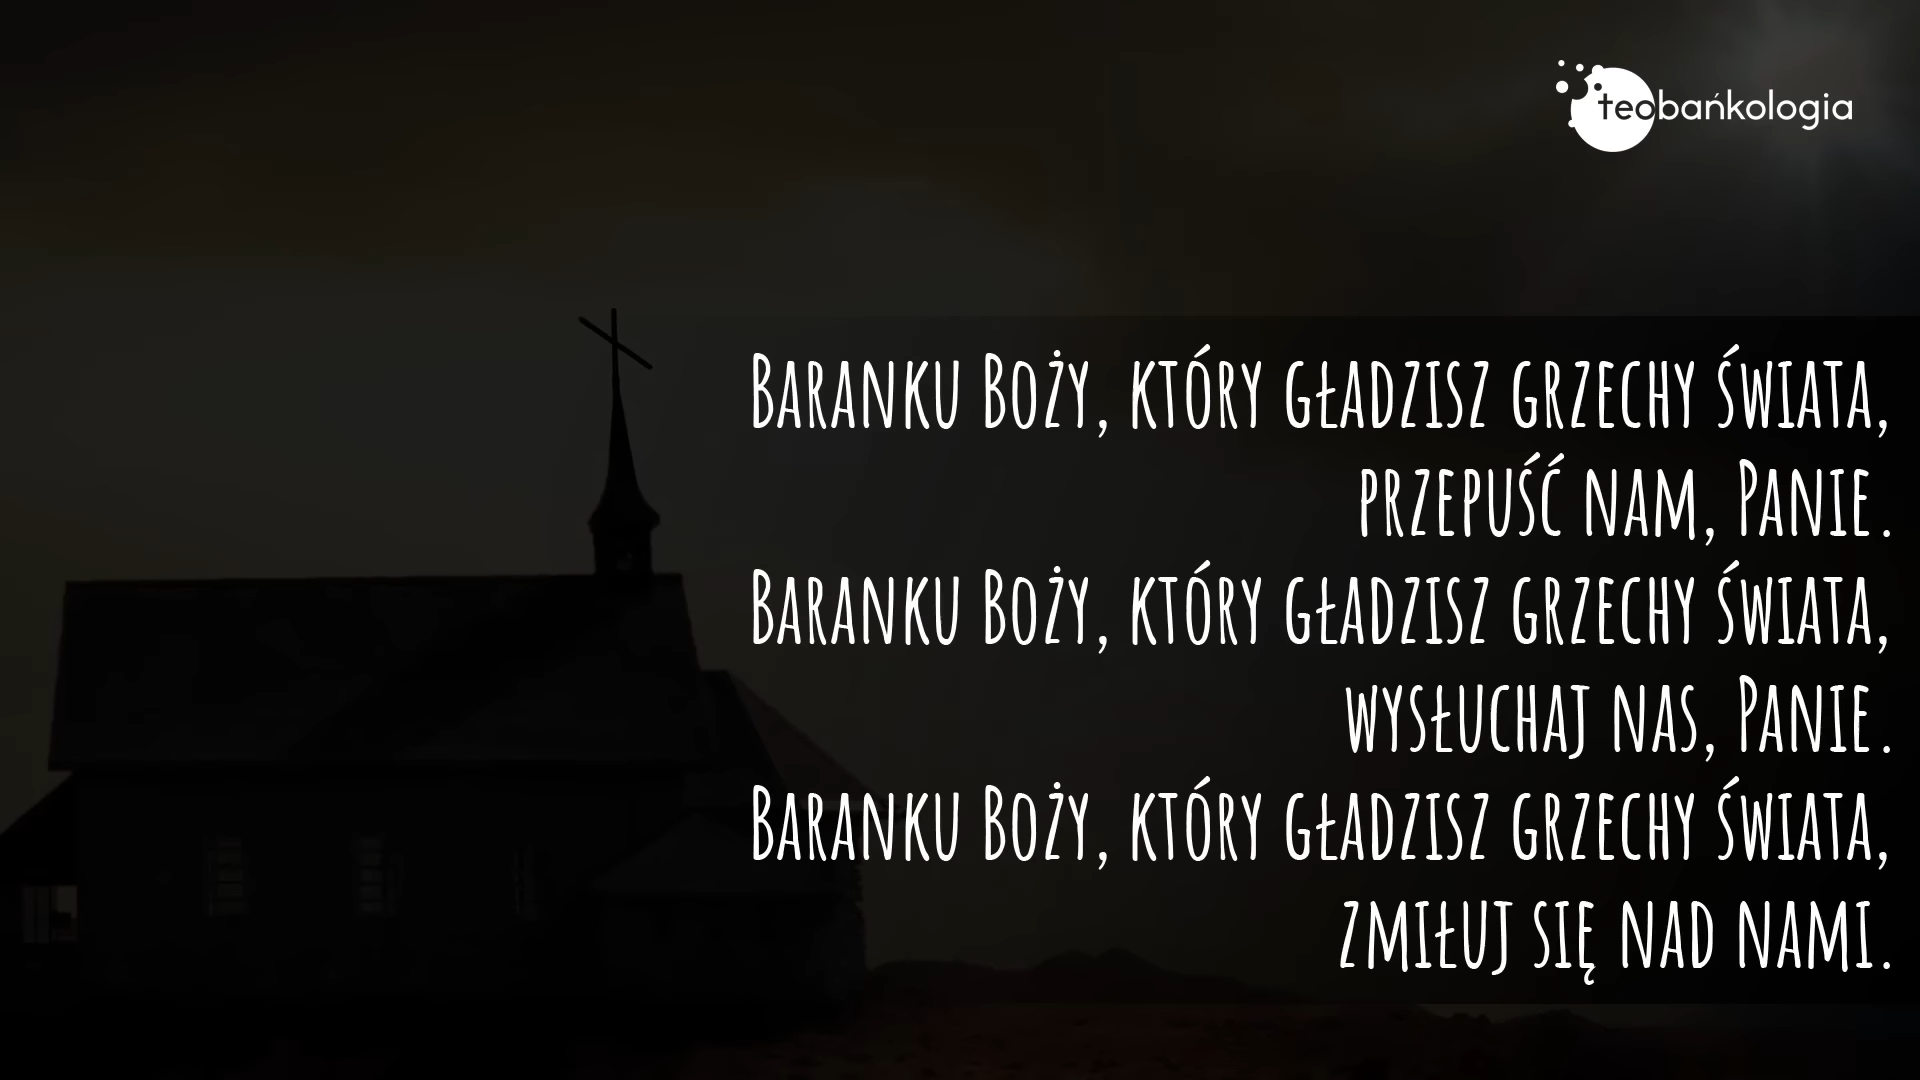 teobańkologia
Baranku Boży, który gładzisz grzechy świata,
przepuść nam, Panie.
Baranku Boży, który gładzisz grzechy świata,
wysłuchaj nas, Panie.
Baranku Boży, który gładzisz grzechy świata,
zmiłuj się nad nami.